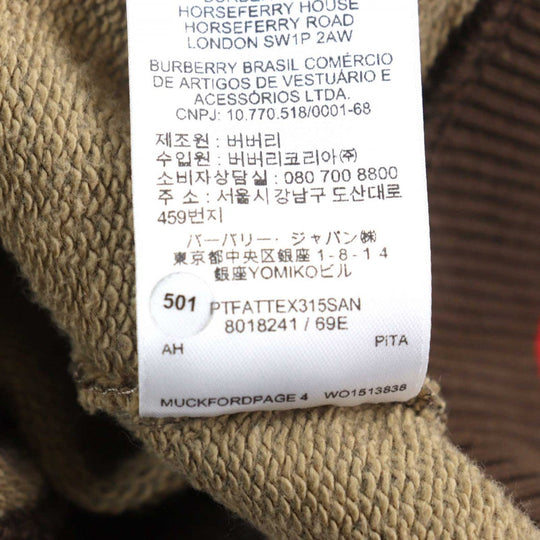 HORSEFERRY HOUSE
HORSEFERRY ROAD
LONDON SW1P 2AW
BURBERRY BRASIL COMÉRCIO
DE ARTIGOS DE VESTUÁRIO E
ACESSÓRIOS LTDA.
CNPJ: 10.770.518/0001-68
제조원 : 버버리
수입원 : 버버리코리아㈜
소비자상담실 : 080 700 8800
주 소 : 서울시강남구 도산대로
459번지
バーバリー・ジャパン㈱
東京都中央区銀座 1 - 8 - 1 4
銀座YOMIKOビル
501 PTFATTEX315SAN
8018241 / 69E
AH PITA
MUCKFORDPAGE 4 WO1513838